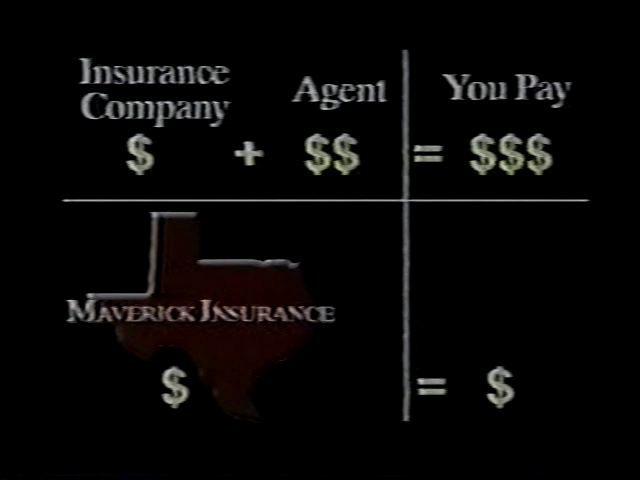 Insurance Company Agent You Pay
$ + $$ = $$$
MAVERICK INSURANCE
$ = $